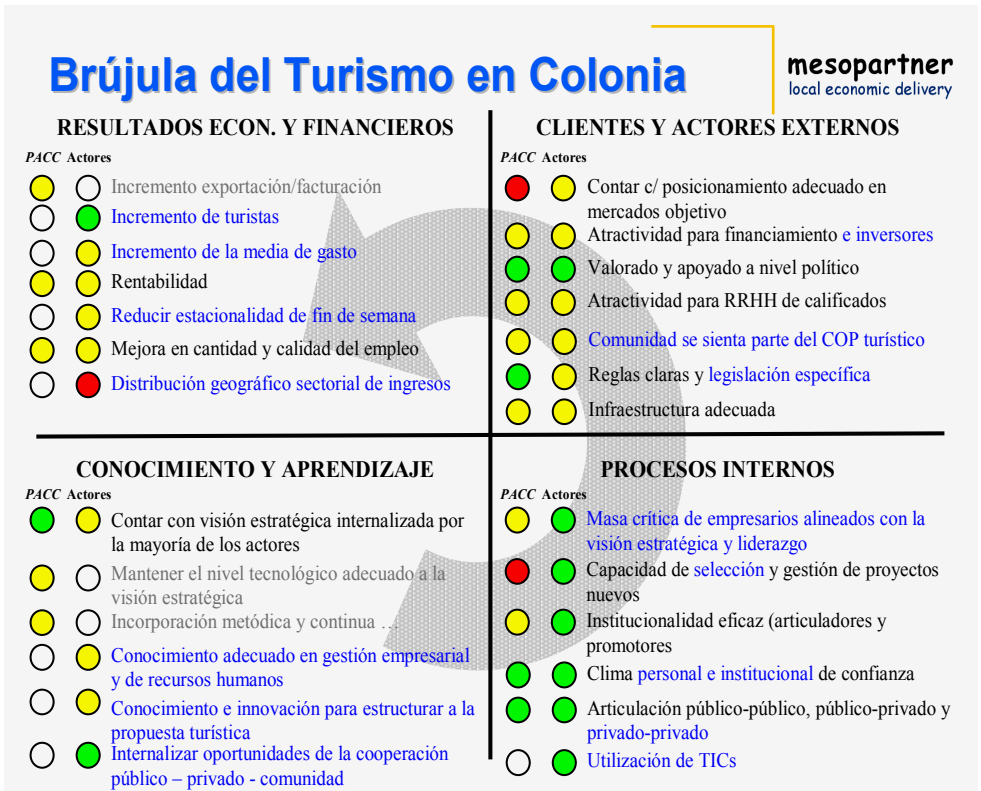 Brújula del Turismo en Colonia
mesopartner
local economic delivery
RESULTADOS ECON. Y FINANCIEROS
PACC Actores
Incremento exportación/facturación
Incremento de turistas
Incremento de la media de gasto
Rentabilidad
Reducir estacionalidad de fin de semana
Mejora en cantidad y calidad del empleo
Distribución geográfico sectorial de ingresos
CLIENTES Y ACTORES EXTERNOS
PACC Actores
Contar c/ posicionamiento adecuado en
mercados objetivo
Atractividad para financiamiento e inversores
Valorado y apoyado a nivel político
Atractividad para RRHH de calificados
Comunidad se sienta parte del COP turístico
Reglas claras y legislación específica
Infraestructura adecuada
CONOCIMIENTO Y APRENDIZAJE
PACC Actores
Contar con visión estratégica internalizada por
la mayoría de los actores
Mantener el nivel tecnológico adecuado a la
visión estratégica
Incorporación metódica y continua …
Conocimiento adecuado en gestión empresarial
y de recursos humanos
Conocimiento e innovación para estructurar a la
propuesta turística
Internalizar oportunidades de la cooperación
público – privado - comunidad
PROCESOS INTERNOS
PACC Actores
Masa crítica de empresarios alineados con la
visión estratégica y liderazgo
Capacidad de selección y gestión de proyectos
nuevos
Institucionalidad eficaz (articuladores y
promotores
Clima personal e institucional de confianza
Articulación público-público, público-privado y
privado-privado
Utilización de TICs